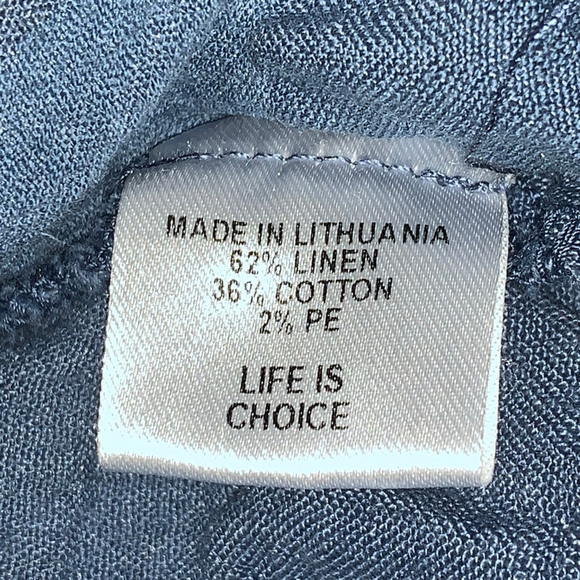 MADE IN LITHUANIA
62% LINEN
36% COTTON
2% PE
LIFE IS
CHOICE